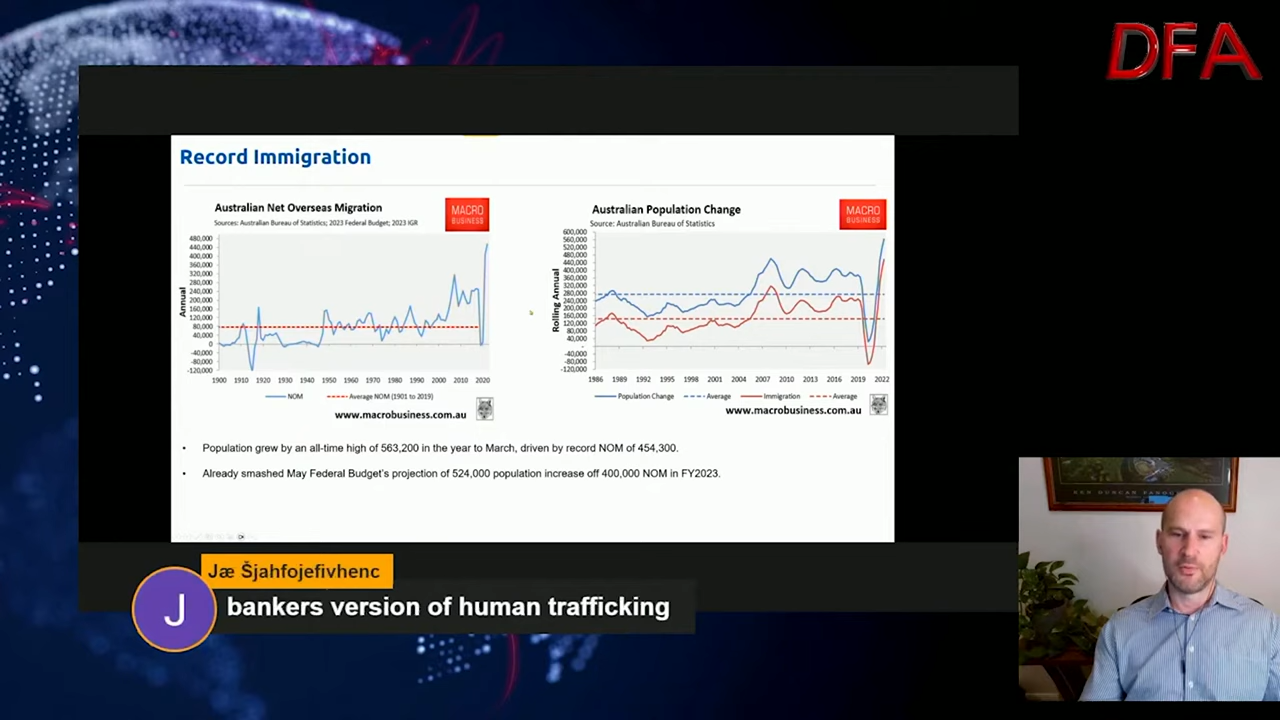 DFA
Record Immigration
Australian Net Overseas Migration
Sources: Australian Bureau of Statistics; 2023 Federal Budget; 2023 IGR
MACRO
BUSINESS
480,000
440,000
400,000
360,000
320,000
280,000
240,000
200,000
160,000
120,000
80,000
40,000
0
-40,000
-80,000
-120,000
Annual
1900 1910 1920 1930 1940 1950 1960 1970 1980 1990 2000 2010 2020
NOM Average NOM (1901 to 2019)
www.macrobusiness.com.au
Australian Population Change
Source: Australian Bureau of Statistics
MACRO
BUSINESS
600,000
560,000
520,000
480,000
440,000
400,000
360,000
320,000
280,000
240,000
200,000
160,000
120,000
80,000
40,000
-
-40,000
-80,000
-120,000
Rolling Annual
1986 1989 1992 1995 1998 2001 2004 2007 2010 2013 2016 2019 2022
Population Change Average Immigration Average
www.macrobusiness.com.au
• Population grew by an all-time high of 563,200 in the year to March, driven by record NOM of 454,300.
• Already smashed May Federal Budget's projection of 524,000 population increase off 400,000 NOM in FY2023.
Jæ Šjahfojefivhenc
J
bankers version of human trafficking